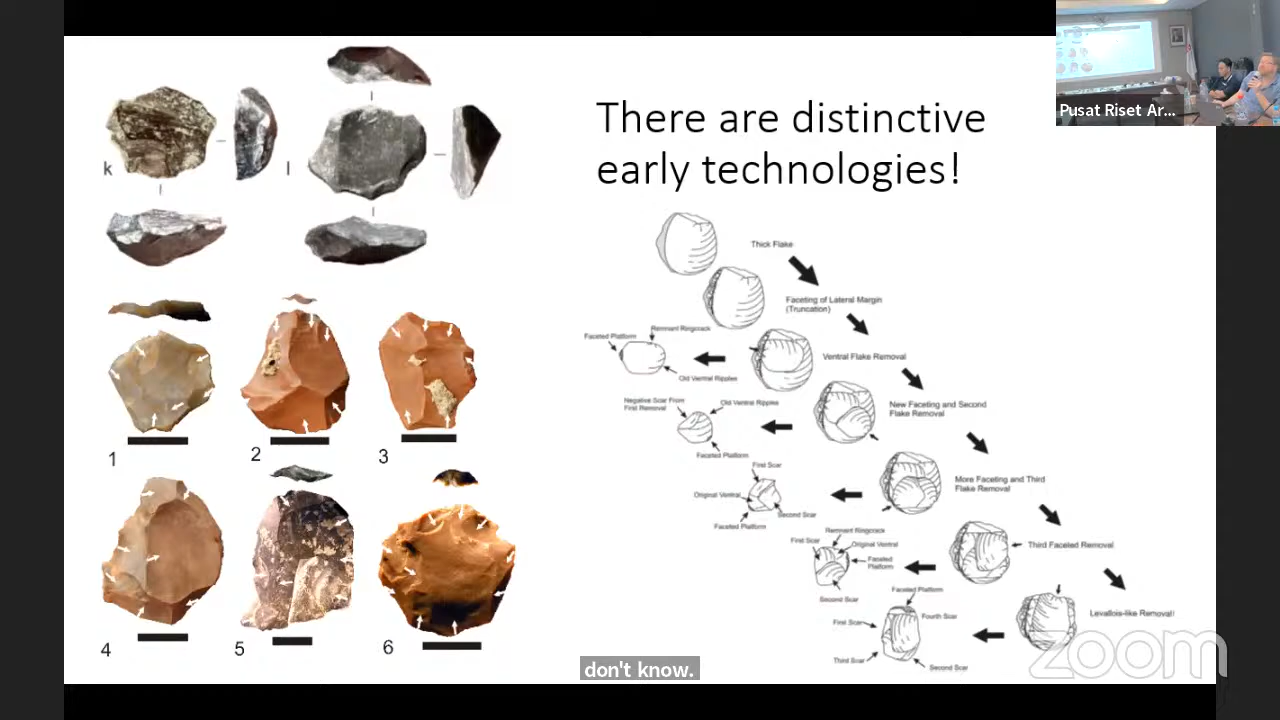 There are distinctive
early technologies!
Pusat Riset Ar...
k
l
1
2
3
4
5
6
Thick Flake
Faceting of Lateral Margin
(Truncation)
Faceted Platform
Remnant Ringcrack
Old Ventral Ripples
Ventral Flake Removal
Negative Scar From
First Removal
Old Ventral Ripples
Faceted Platform
New Faceting and Second
Flake Removal
First Scar
Original Ventral
Faceted Platform
Second Scar
More Faceting and Third
Flake Removal
Remnant Ringcrack
First Scar
Original Ventral
Faceted
Platform
Second Scar
Third Faceted Removal
Faceted Platform
First Scar
Fourth Scar
Third Scar
Second Scar
Levallois-like Removal!
zoom
don't know.